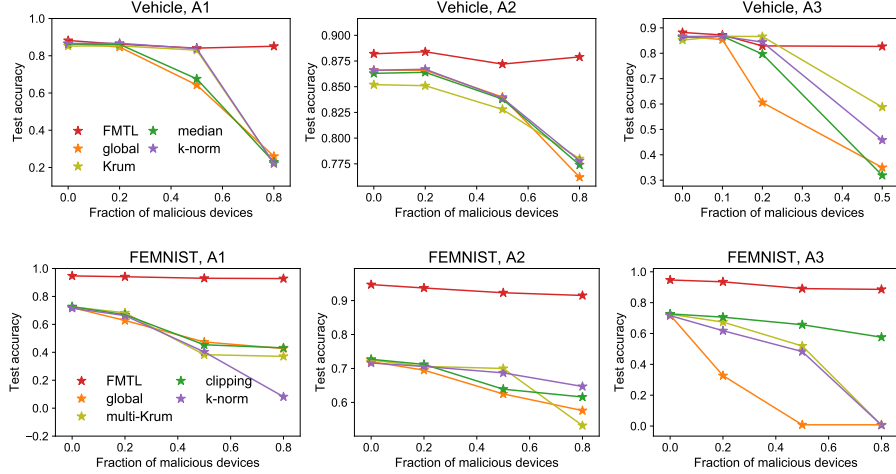 Vehicle, A1
1.0
0.8
0.6
0.4
0.2
Test accuracy
FMTL
global
Krum
median
k-norm
0.0 0.2 0.4 0.6 0.8
Fraction of malicious devices
Vehicle, A2
0.900
0.875
0.850
0.825
0.800
0.775
Test accuracy
0.0 0.2 0.4 0.6 0.8
Fraction of malicious devices
Vehicle, A3
0.9
0.8
0.7
0.6
0.5
0.4
0.3
Test accuracy
0.0 0.1 0.2 0.3 0.4 0.5
Fraction of malicious devices
FEMNIST, A1
1.0
0.8
0.6
0.4
0.2
0.0
−0.2
Test accuracy
FMTL
global
multi-Krum
clipping
k-norm
0.0 0.2 0.4 0.6 0.8
Fraction of malicious devices
FEMNIST, A2
0.9
0.8
0.7
0.6
Test accuracy
0.0 0.2 0.4 0.6 0.8
Fraction of malicious devices
FEMNIST, A3
1.0
0.8
0.6
0.4
0.2
0.0
Test accuracy
0.0 0.2 0.4 0.6 0.8
Fraction of malicious devices